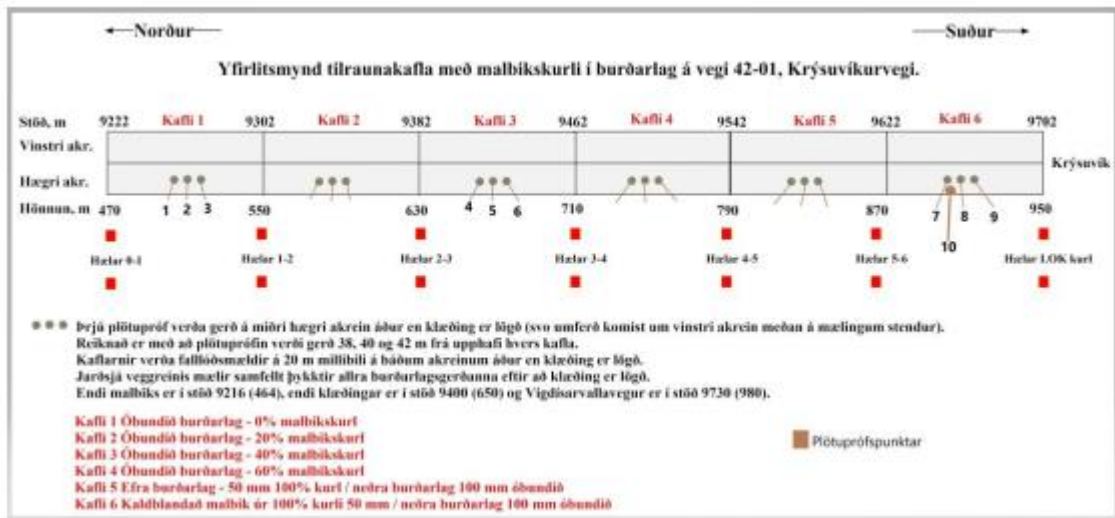 Norður Suður
Yfirlitsmynd tilraunakafla með malbikskurli í burðarlag á vegi 42-01, Krýsuvíkurvegi.
Stöð, m 9222 Kafli 1 9302 Kafli 2 9382 Kafli 3 9462 Kafli 4 9542 Kafli 5 9622 Kafli 6 9702
Vinstri akr.
Krýsuvík
Hægri akr.
Hönnun, m 470 1 2 3 550 630 4 5 6 710 790 870 7 8 9 950
10
Hælar 0-1 Hælar 1-2 Hælar 2-3 Hælar 3-4 Hælar 4-5 Hælar 5-6 Hælar LOK kurl
Þrjú plötupróf verða gerð á miðri hægri akrein áður en klæðing er lögð (svo umferð komist um vinstri akrein meðan á mælingum stendur).
Reiknað er með að plötuprófin verði gerð 38, 40 og 42 m frá upphafi hvers kafla.
Kaflarnir verða falllóðsmældir á 20 m millibili á báðum akreinum áður en klæðing er lögð.
Jarðsjá veggreinis mælir samfellt þykktir allra burðarlagsgerðanna eftir að klæðing er lögð.
Endi malbiks er í stöð 9216 (464), endi klæðingar er í stöð 9400 (650) og Vigdísarvallavegur er í stöð 9730 (980).
Kafli 1 Óbundið burðarlag - 0% malbikskurl
Kafli 2 Óbundið burðarlag - 20% malbikskurl
Kafli 3 Óbundið burðarlag - 40% malbikskurl
Kafli 4 Óbundið burðarlag - 60% malbikskurl
Kafli 5 Efra burðarlag - 50 mm 100% kurl / neðra burðarlag 100 mm óbundið
Kafli 6 Kaldblandað malbik úr 100% kurli 50 mm / neðra burðarlag 100 mm óbundið
Plötuprófspunktar